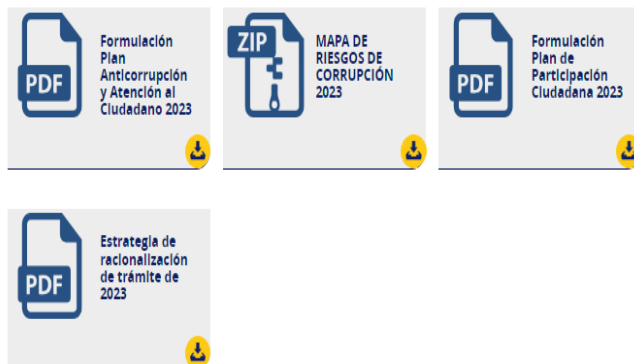 PDF
Formulación
Plan
Anticorrupción
y Atención al
Ciudadano 2023
ZIP
MAPA DE
RIESGOS DE
CORRUPCIÓN
2023
PDF
Formulación
Plan de
Participación
Ciudadana 2023
PDF
Estrategia de
racionalización
de trámite de
2023